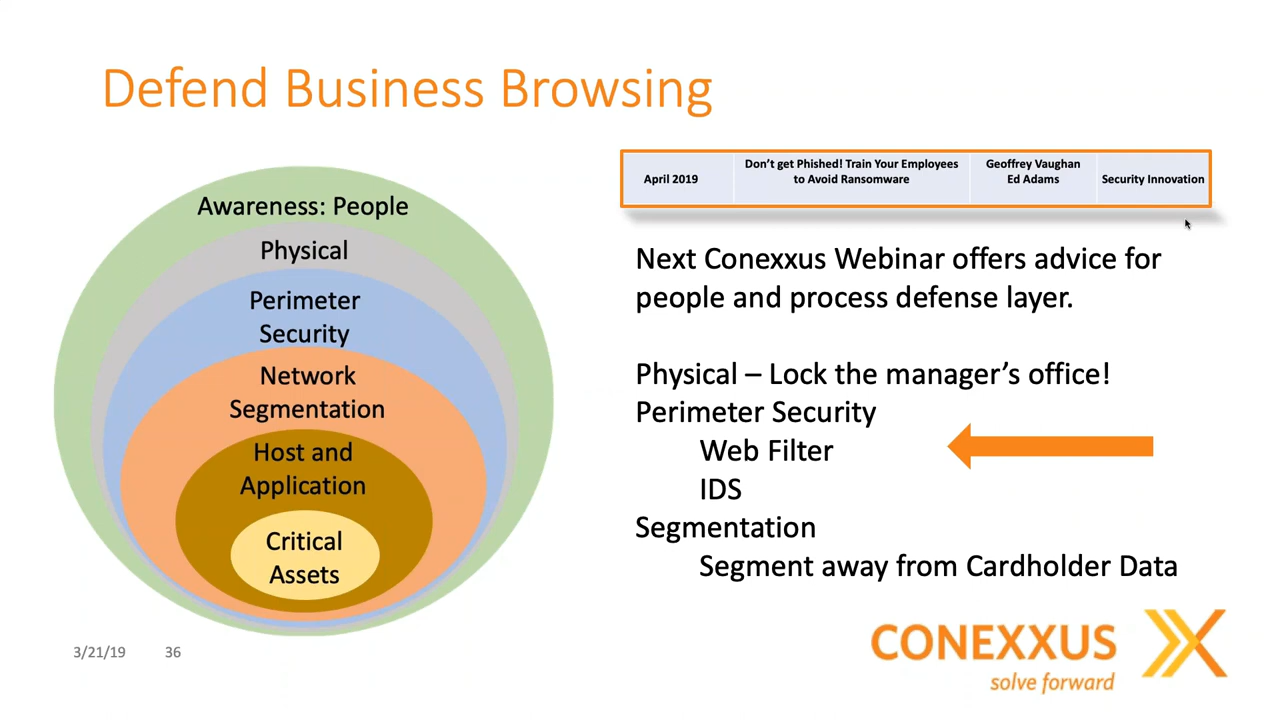 Defend Business Browsing
Awareness: People
Physical
Perimeter
Security
Network
Segmentation
Host and
Application
Critical
Assets
April 2019
Don't get Phished! Train Your Employees
to Avoid Ransomware
Geoffrey Vaughan
Ed Adams
Security Innovation
Next Conexxus Webinar offers advice for
people and process defense layer.
Physical – Lock the manager's office!
Perimeter Security
Web Filter
IDS
Segmentation
Segment away from Cardholder Data
3/21/19
36
CONEXXUS
solve forward